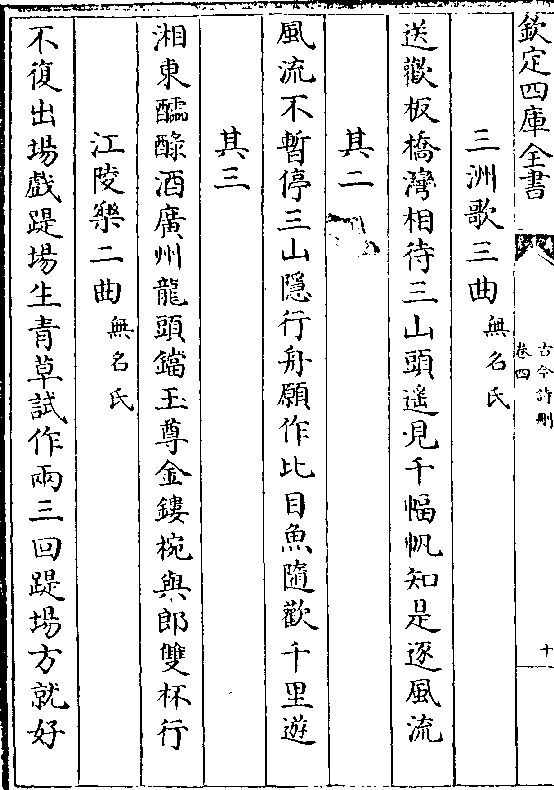 欽定四庫全書
古今詩刪
卷四
十
三洲歌三曲 無名氏
送歡板橋灣相待三山頭遙見千幅帆知是逐風流
其二
風流不暫停三山隱行舟願作比目魚隨歡千里遊
其三
湘東醽醁酒廣州龍頭鐺玉尊金鏤椀與郎雙杯行
江陵樂二曲 無名氏
不復出場戲踶場生青草試作兩三回踶場方就好